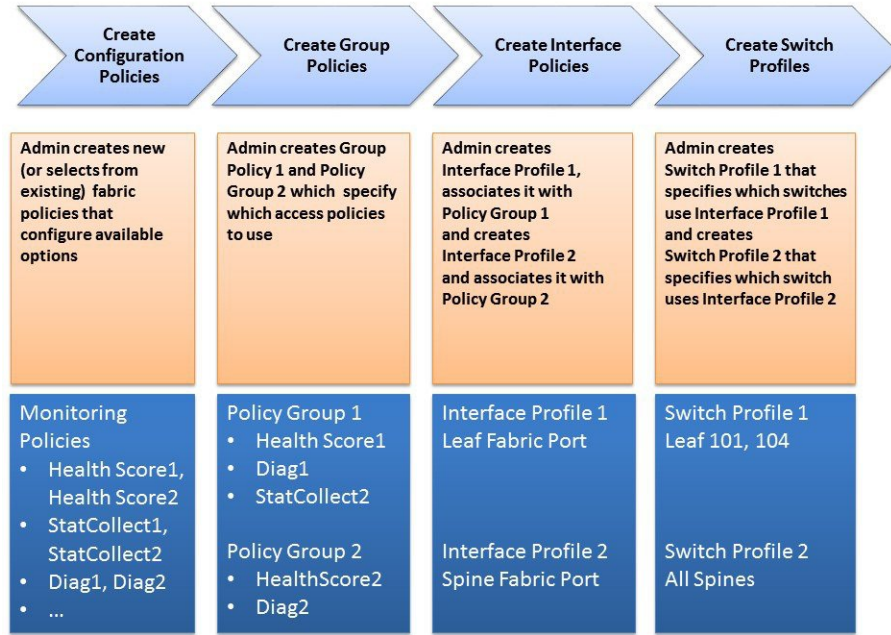 Create
Configuration
Policies
Create Group
Policies
Create Interface
Policies
Create Switch
Profiles
Admin creates new
(or selects from
existing) fabric
policies that
configure available
options
Admin creates Group
Policy 1 and Policy
Group 2 which specify
which access policies
to use
Admin creates
Interface Profile 1,
associates it with
Policy Group 1
and creates
Interface Profile 2
and associates it with
Policy Group 2
Admin creates
Switch Profile 1 that
specifies which switches
use Interface Profile 1
and creates
Switch Profile 2 that
specifies which switch
uses Interface Profile 2
Monitoring
Policies
• Health Score1,
Health Score2
• StatCollect1,
StatCollect2
• Diag1, Diag2
• ...
Policy Group 1
• Health Score1
• Diag1
• StatCollect2
Policy Group 2
• HealthScore2
• Diag2
Interface Profile 1
Leaf Fabric Port
Interface Profile 2
Spine Fabric Port
Switch Profile 1
Leaf 101, 104
Switch Profile 2
All Spines